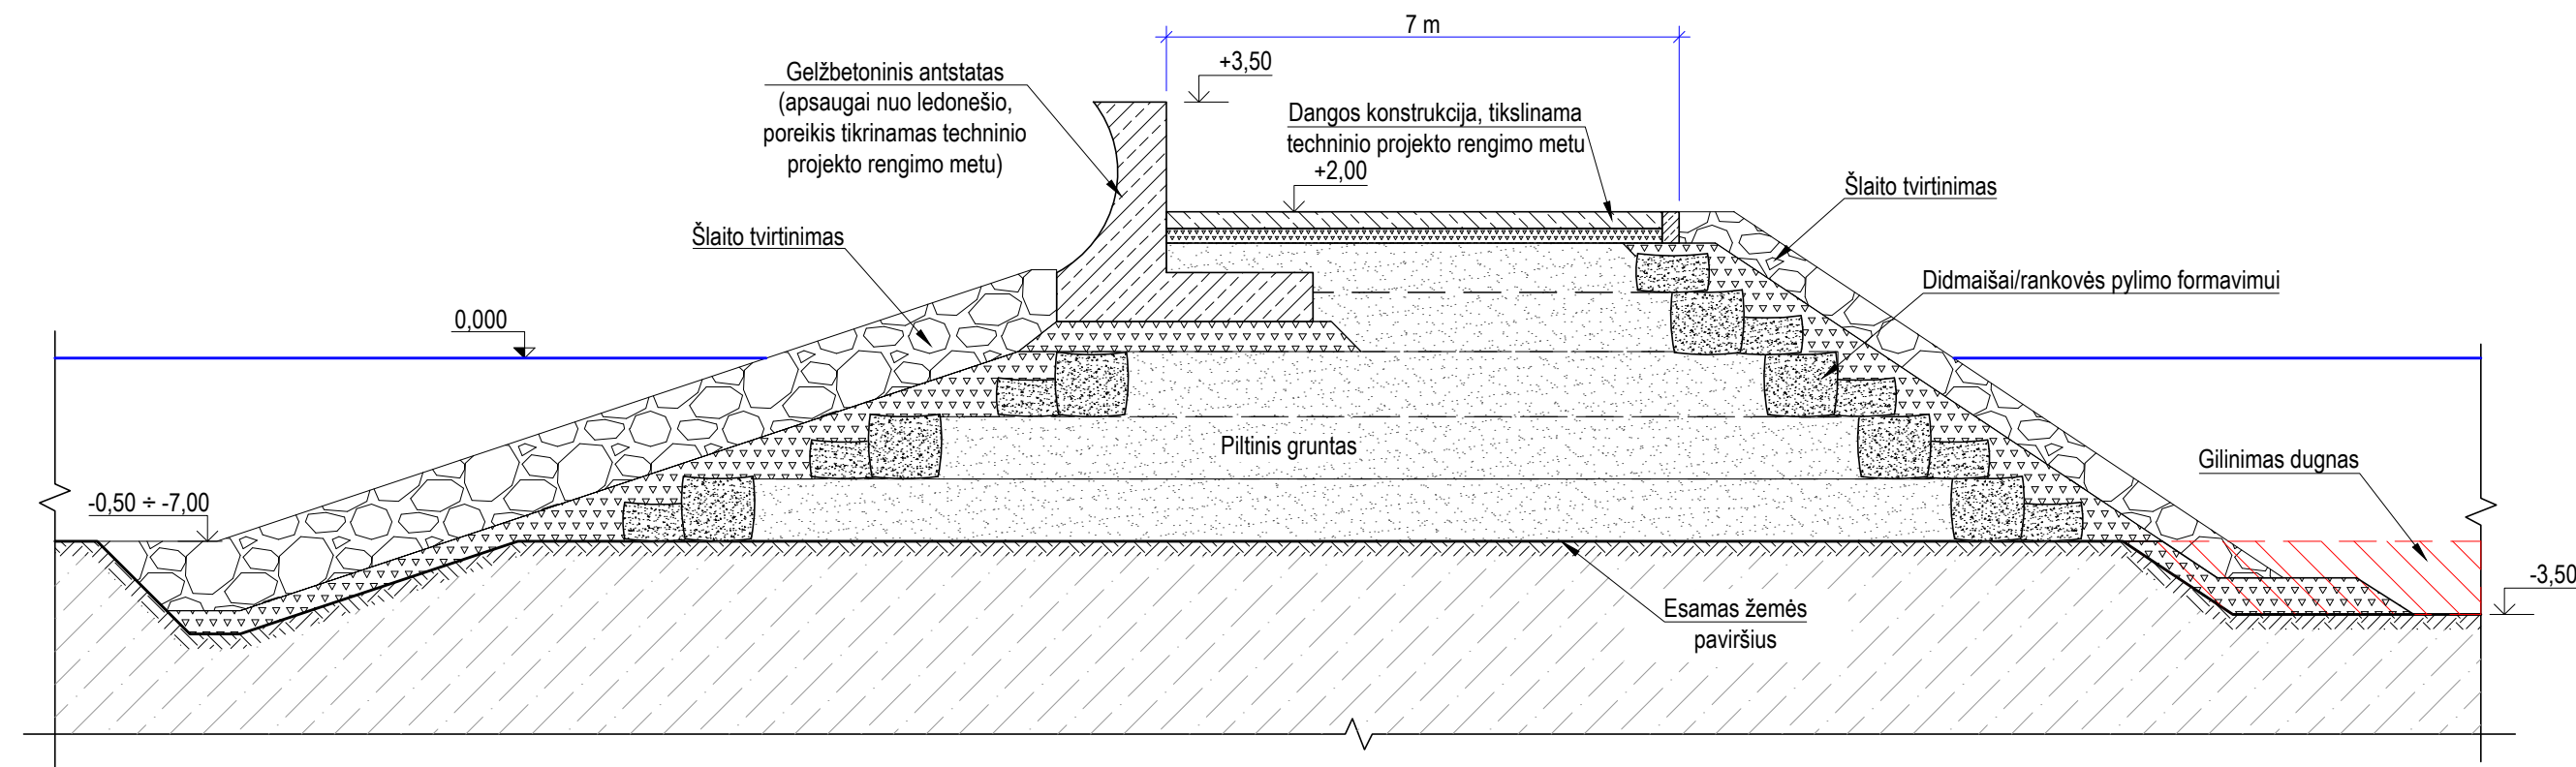 7 m
+3,50
Gelžbetoninis antstatas
(apsaugai nuo ledonešio,
poreikis tikrinamas techninio
projekto rengimo metu)
Dangos konstrukcija, tikslinama
techninio projekto rengimo metu
+2,00
Šlaito tvirtinimas
Šlaito tvirtinimas
Didmaišai/rankovės pylimo formavimui
0,000
Piltinis gruntas
Gilinimas dugnas
-0,50 ÷ -7,00
-3,50
Esamas žemės
paviršius